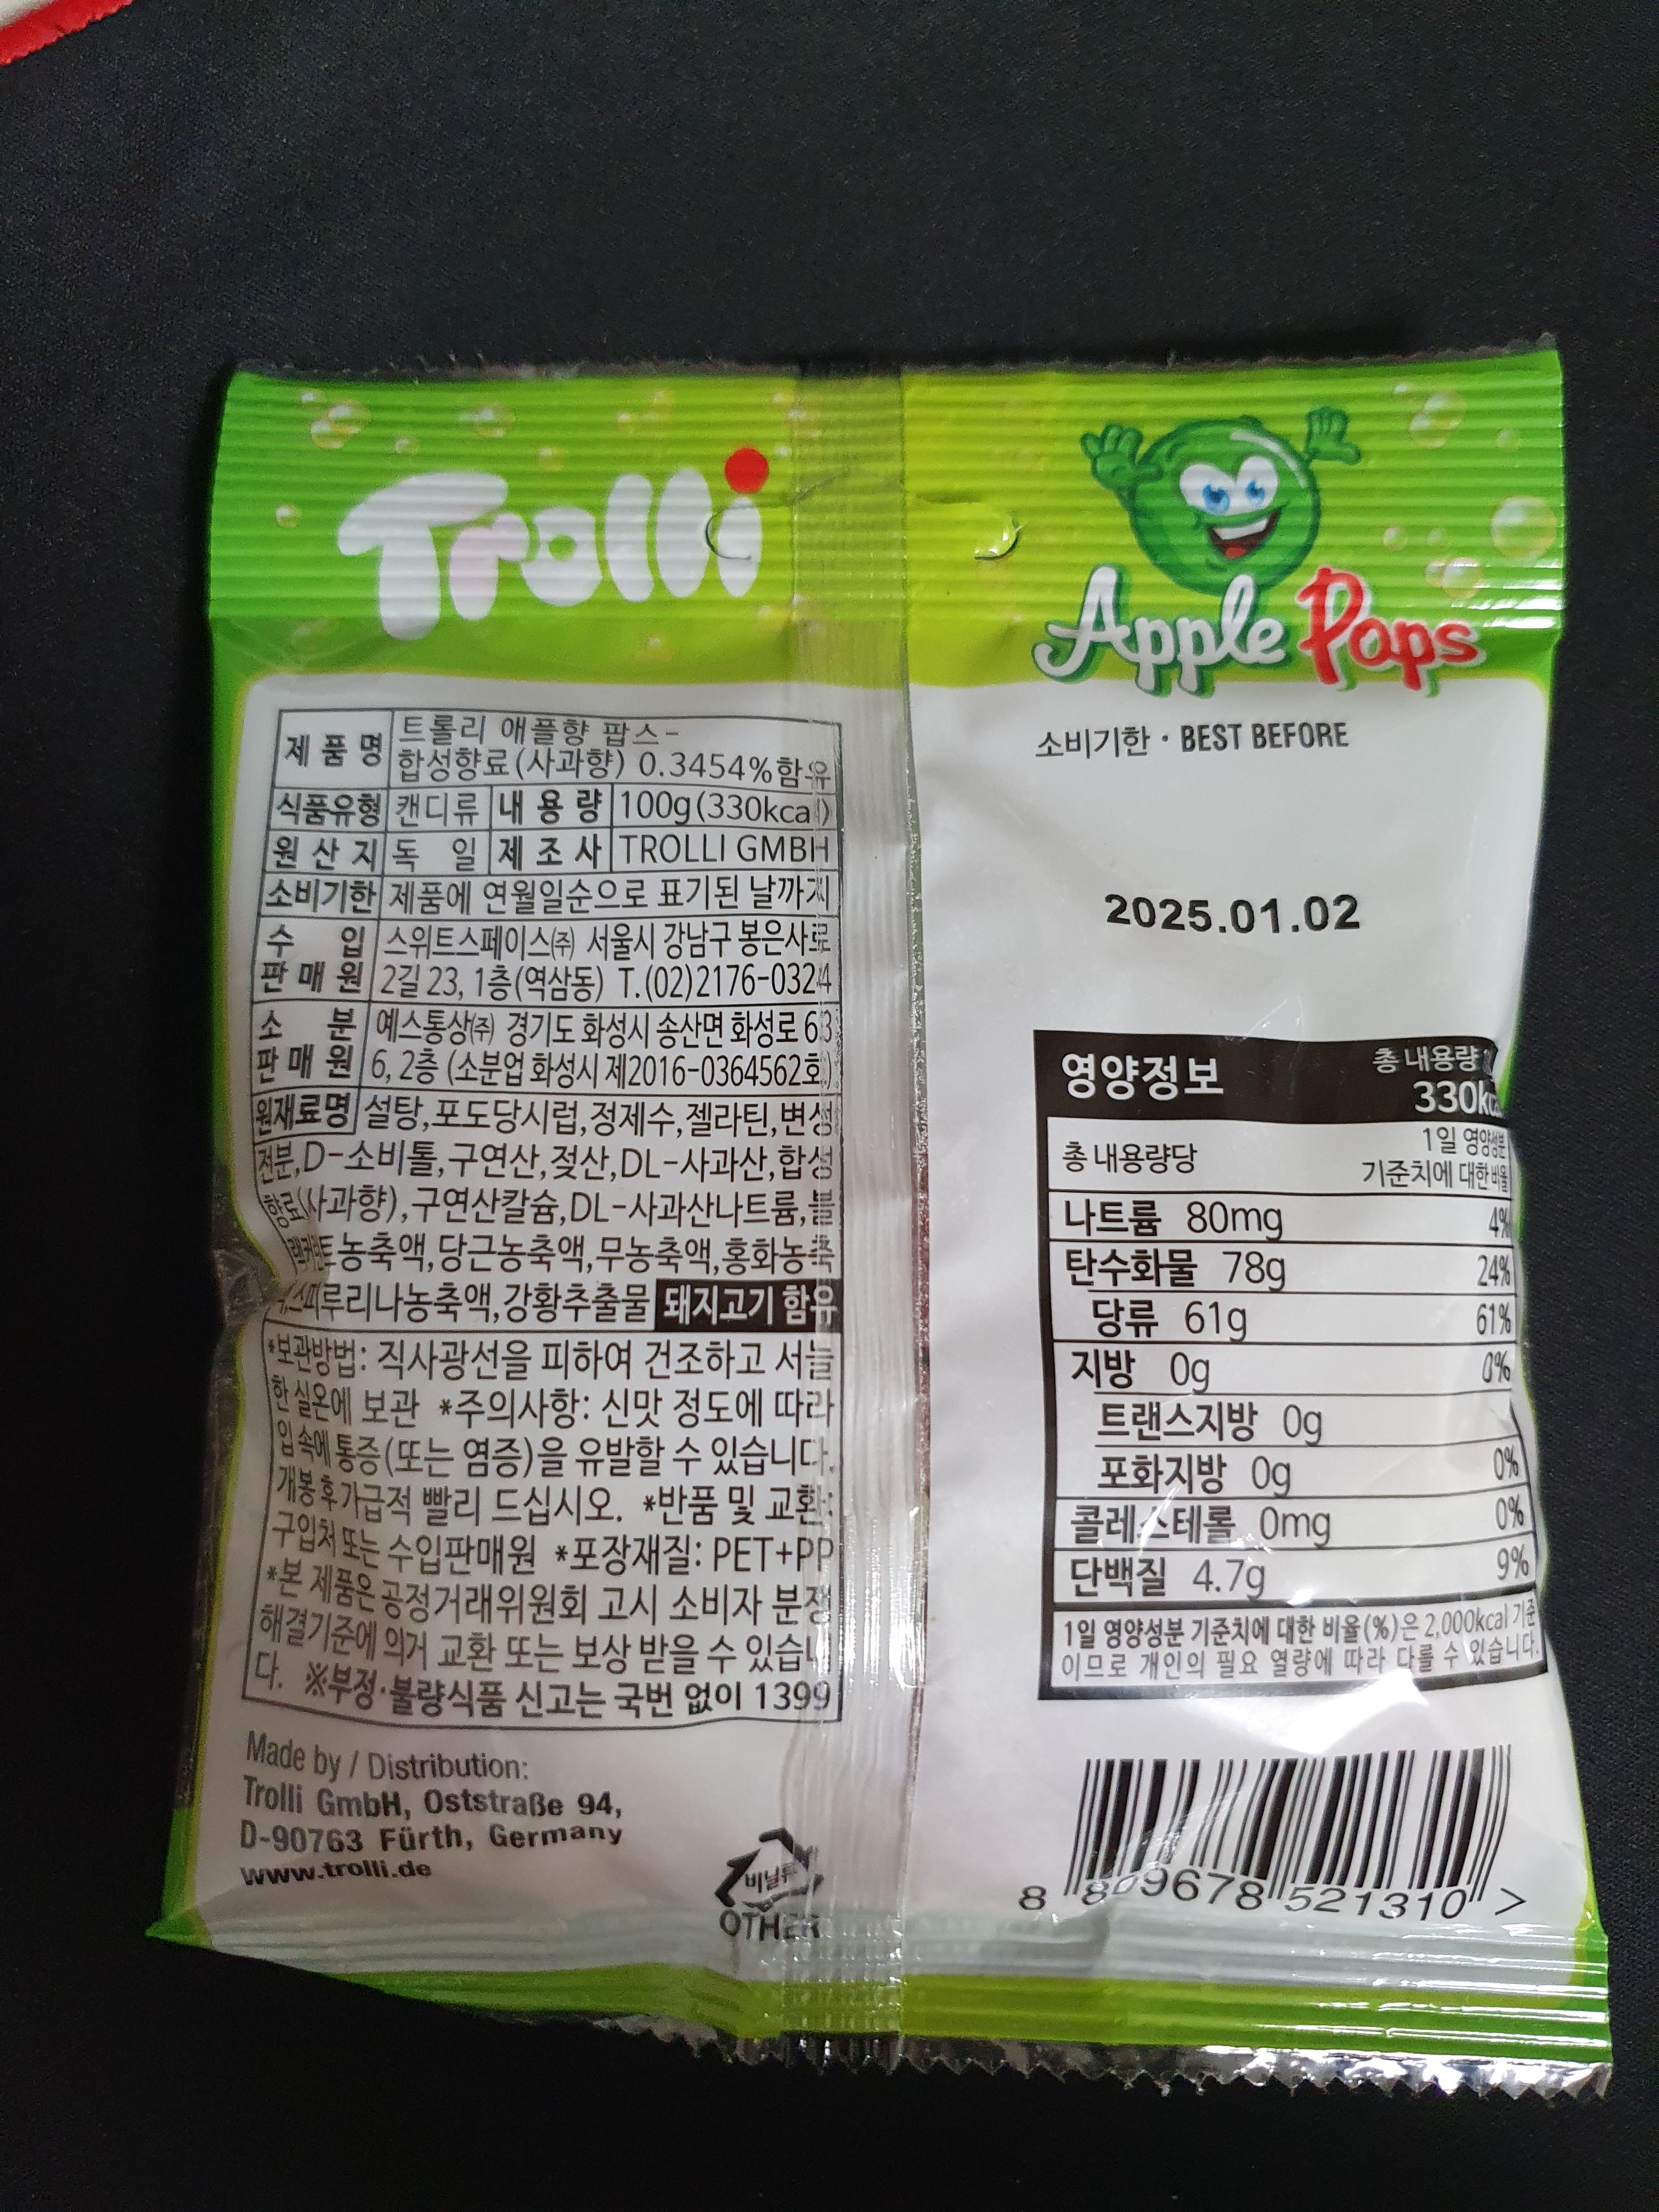 Trolli
Apple Pops
제품명 트롤리 애플향 팝스-
합성향료(사과향) 0.3454%함유
식품유형 캔디류 내용량 100g(330kcal)
원산지 독일 제조사 TROLLI GMBH
소비기한 제품에 연월일순으로 표기된 날까지
수입 스위트스페이스㈜ 서울시 강남구 봉은사로
판매원 2길 23, 1층(역삼동) T.(02)2176-0324
소분 예스통상㈜ 경기도 화성시 송산면 화성로 63
판매원 6, 2층 (소분업 화성시 제2016-0364562호)
원재료명 설탕,포도당시럽,정제수,젤라틴,변성
전분,D-소비톨,구연산,젖산,DL-사과산,합성
향료(사과향),구연산칼슘,DL-사과산나트륨,블
랙커런트농축액,당근농축액,무농축액,홍화농축
스피루리나농축액,강황추출물 돼지고기 함유
*보관방법: 직사광선을 피하여 건조하고 서늘
한 실온에 보관 *주의사항: 신맛 정도에 따라
입속에 통증(또는 염증)을 유발할 수 있습니다.
개봉 후 가급적 빨리 드십시오. *반품 및 교환:
구입처 또는 수입판매원 *포장재질: PET+PP
*본 제품은 공정거래위원회 고시 소비자 분쟁
해결기준에 의거 교환 또는 보상 받을 수 있습니
다. ※부정·불량식품 신고는 국번 없이 1399
Made by / Distribution:
Trolli GmbH, Oststraße 94,
D-90763 Fürth, Germany
www.trolli.de
비닐류
OTHER
소비기한 · BEST BEFORE
2025.01.02
영양정보 총 내용량
330kcal
총 내용량당 1일 영양성분
기준치에 대한 비율
나트륨 80mg 4%
탄수화물 78g 24%
당류 61g 61%
지방 0g 0%
트랜스지방 0g
포화지방 0g 0%
콜레스테롤 0mg 0%
단백질 4.7g 9%
1일 영양성분 기준치에 대한 비율(%)은 2,000kcal 기준
이므로 개인의 필요 열량에 따라 다를 수 있습니다.
8 809678 521310 >